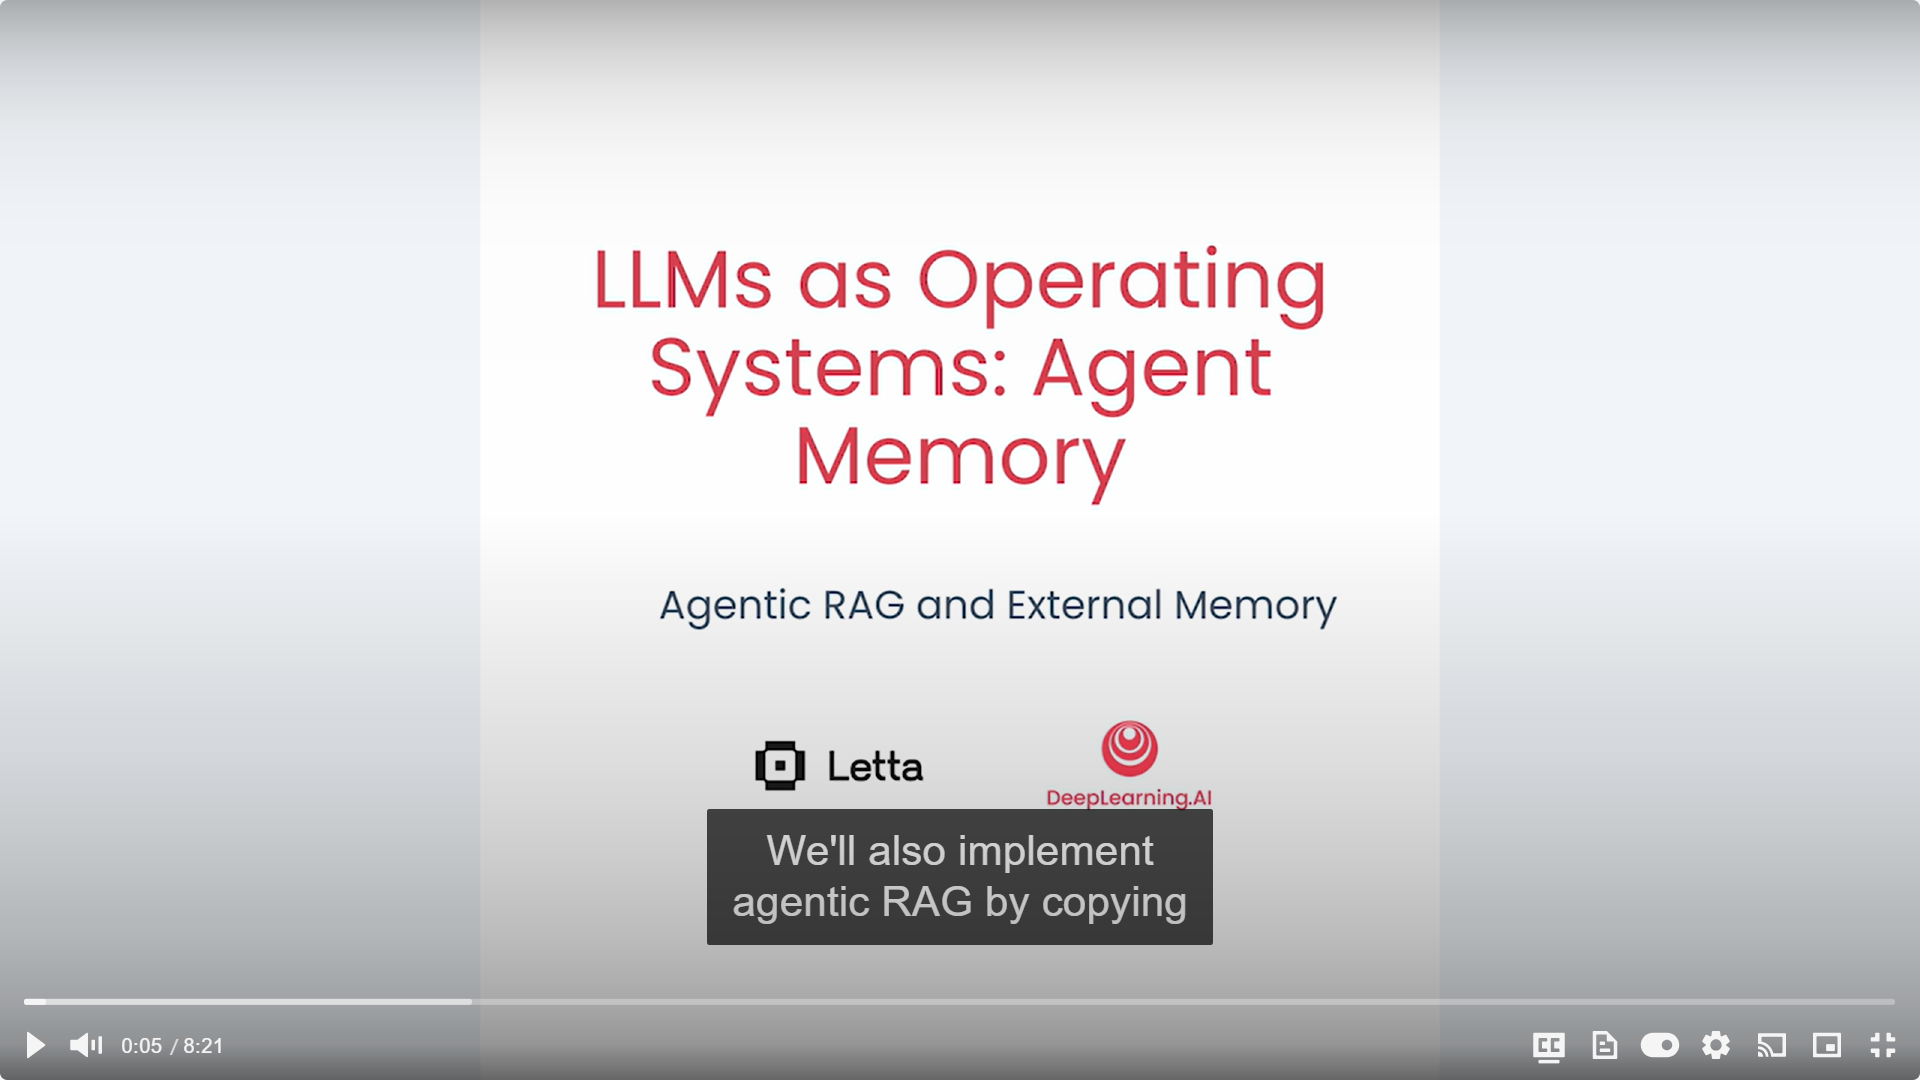 LLMs as Operating
Systems: Agent
Memory
Agentic RAG and External Memory
Letta
DeepLearning.AI
We'll also implement
agentic RAG by copying
0:05 / 8:21
CC